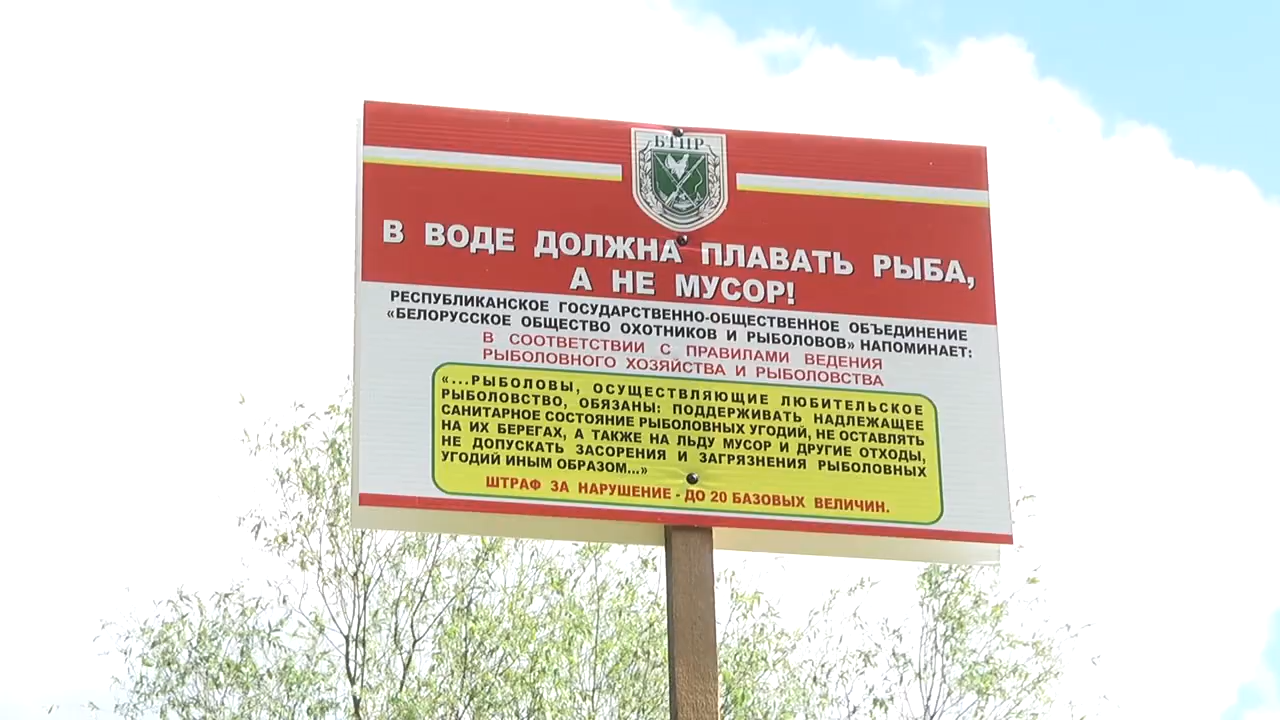 БТПР
В ВОДЕ ДОЛЖНА ПЛАВАТЬ РЫБА,
А НЕ МУСОР!
РЕСПУБЛИКАНСКОЕ ГОСУДАРСТВЕННО-ОБЩЕСТВЕННОЕ ОБЪЕДИНЕНИЕ
«БЕЛОРУССКОЕ ОБЩЕСТВО ОХОТНИКОВ И РЫБОЛОВОВ» НАПОМИНАЕТ:
В СООТВЕТСТВИИ С ПРАВИЛАМИ ВЕДЕНИЯ
РЫБОЛОВНОГО ХОЗЯЙСТВА И РЫБОЛОВСТВА
«...РЫБОЛОВЫ, ОСУЩЕСТВЛЯЮЩИЕ ЛЮБИТЕЛЬСКОЕ
РЫБОЛОВСТВО, ОБЯЗАНЫ: ПОДДЕРЖИВАТЬ НАДЛЕЖАЩЕЕ
САНИТАРНОЕ СОСТОЯНИЕ РЫБОЛОВНЫХ УГОДИЙ, НЕ ОСТАВЛЯТЬ
НА ИХ БЕРЕГАХ, А ТАКЖЕ НА ЛЬДУ МУСОР И ДРУГИЕ ОТХОДЫ,
НЕ ДОПУСКАТЬ ЗАСОРЕНИЯ И ЗАГРЯЗНЕНИЯ РЫБОЛОВНЫХ
УГОДИЙ ИНЫМ ОБРАЗОМ...»
ШТРАФ ЗА НАРУШЕНИЕ - ДО 20 БАЗОВЫХ ВЕЛИЧИН.